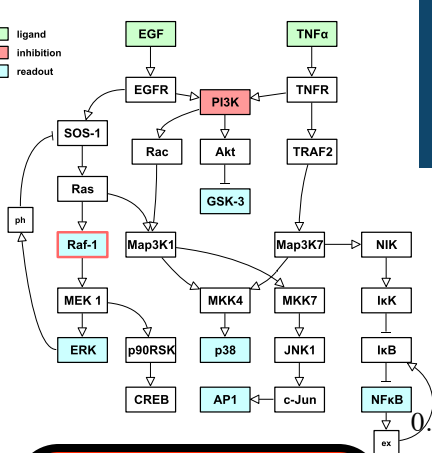 ligand
inhibition
readout
EGF
TNFα
EGFR
PI3K
TNFR
SOS-1
Rac
Akt
TRAF2
Ras
GSK-3
ph
Raf-1
Map3K1
Map3K7
NIK
MEK 1
MKK4
MKK7
IκK
ERK
p90RSK
p38
JNK1
IκB
CREB
AP1
c-Jun
NFκB
0.
ex